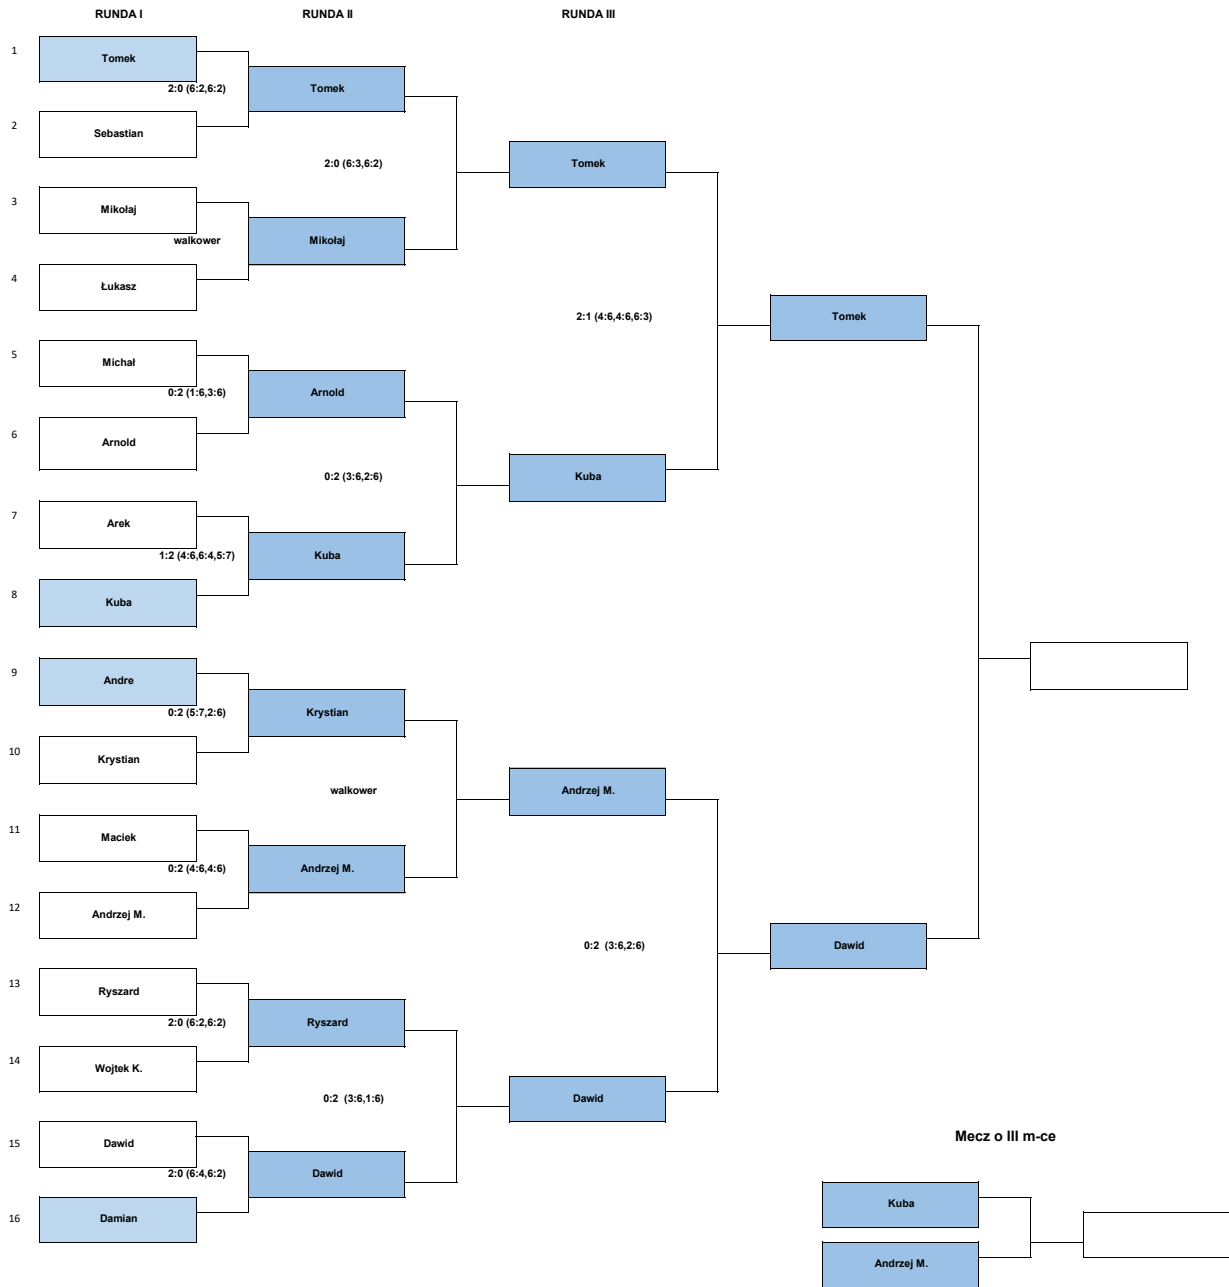 RUNDA I
RUNDA II
RUNDA III
1
Tomek
2:0 (6:2,6:2)
Tomek
2
Sebastian
2:0 (6:3,6:2)
Tomek
3
Mikołaj
walkower
Mikołaj
4
Łukasz
2:1 (4:6,4:6,6:3)
Tomek
5
Michał
0:2 (1:6,3:6)
Arnold
6
Arnold
0:2 (3:6,2:6)
Kuba
7
Arek
1:2 (4:6,6:4,5:7)
Kuba
8
Kuba
9
Andre
0:2 (5:7,2:6)
Krystian
10
Krystian
walkower
Andrzej M.
11
Maciek
0:2 (4:6,4:6)
Andrzej M.
12
Andrzej M.
0:2 (3:6,2:6)
Dawid
13
Ryszard
2:0 (6:2,6:2)
Ryszard
14
Wojtek K.
0:2 (3:6,1:6)
Dawid
15
Dawid
2:0 (6:4,6:2)
Dawid
16
Damian
Mecz o III m-ce
Kuba
Andrzej M.